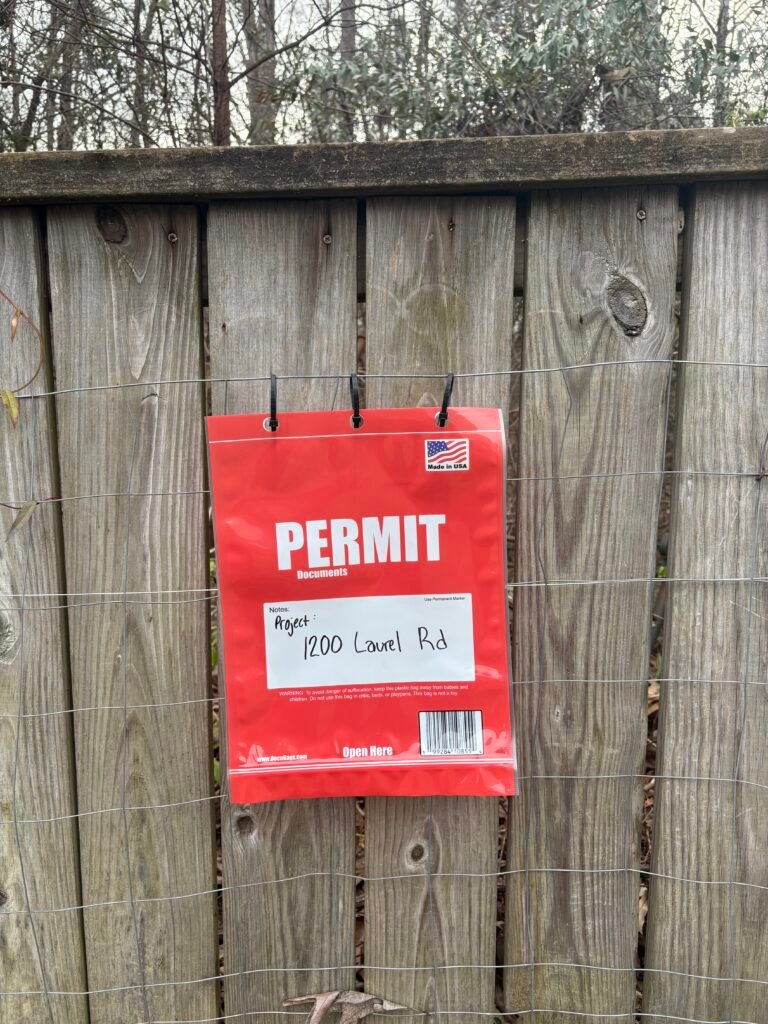 Made in USA
PERMIT
Documents
Notes:
Use Permanent Marker
Project:
1200 Laurel Rd
WARNING: To avoid danger of suffocation, keep this plastic bag away from babies and
children. Do not use this bag in cribs, beds, or playpens. This bag is not a toy.
www.DocuBags.com
Open Here